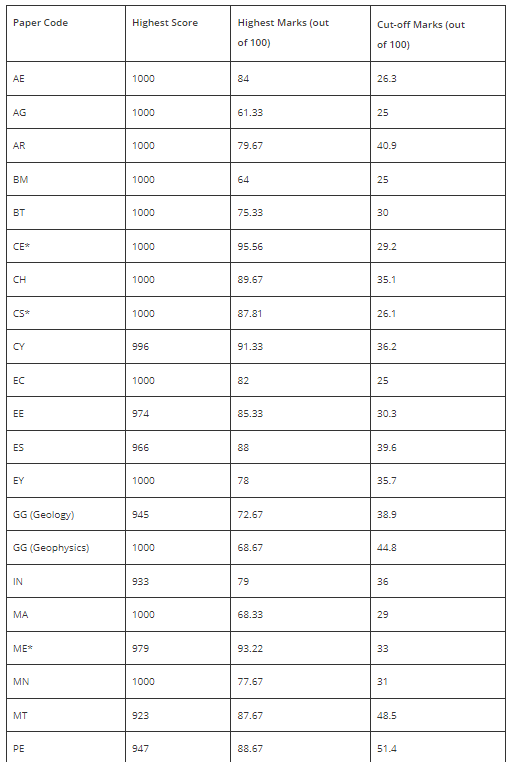 Paper Code Highest Score Highest Marks (out of 100) Cut-off Marks (out of 100)
AE 1000 84 26.3
AG 1000 61.33 25
AR 1000 79.67 40.9
BM 1000 64 25
BT 1000 75.33 30
CE* 1000 95.56 29.2
CH 1000 89.67 35.1
CS* 1000 87.81 26.1
CY 996 91.33 36.2
EC 1000 82 25
EE 974 85.33 30.3
ES 966 88 39.6
EY 1000 78 35.7
GG (Geology) 945 72.67 38.9
GG (Geophysics) 1000 68.67 44.8
IN 933 79 36
MA 1000 68.33 29
ME* 979 93.22 33
MN 1000 77.67 31
MT 923 87.67 48.5
PE 947 88.67 51.4